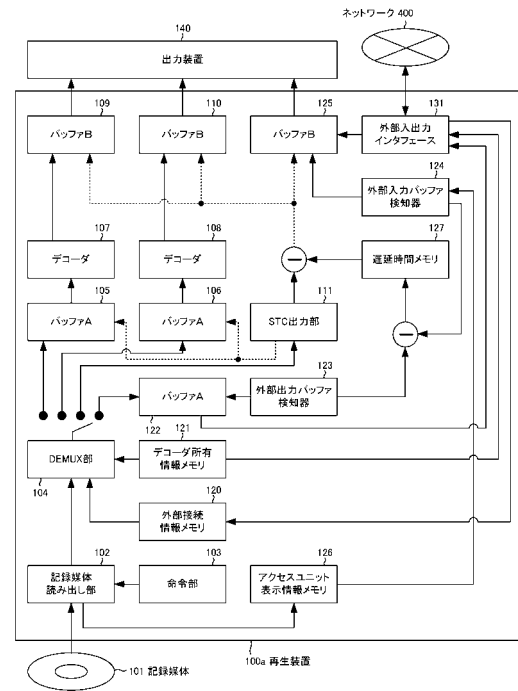 ネットワーク 400
140
出力装置
109
110
125
131
バッファB
バッファB
バッファB
外部入出力
インタフェース
124
外部入力バッファ
検知器
107
108
127
デコーダ
デコーダ
遅延時間メモリ
105
106
111
バッファA
バッファA
STC出力部
123
バッファA
外部出力バッファ
検知器
122
121
DEMUX部
デコーダ所有
情報メモリ
104
120
外部接続
情報メモリ
102
103
126
記録媒体
読み出し部
命令部
アクセスユニット
表示情報メモリ
100a 再生装置
101 記録媒体